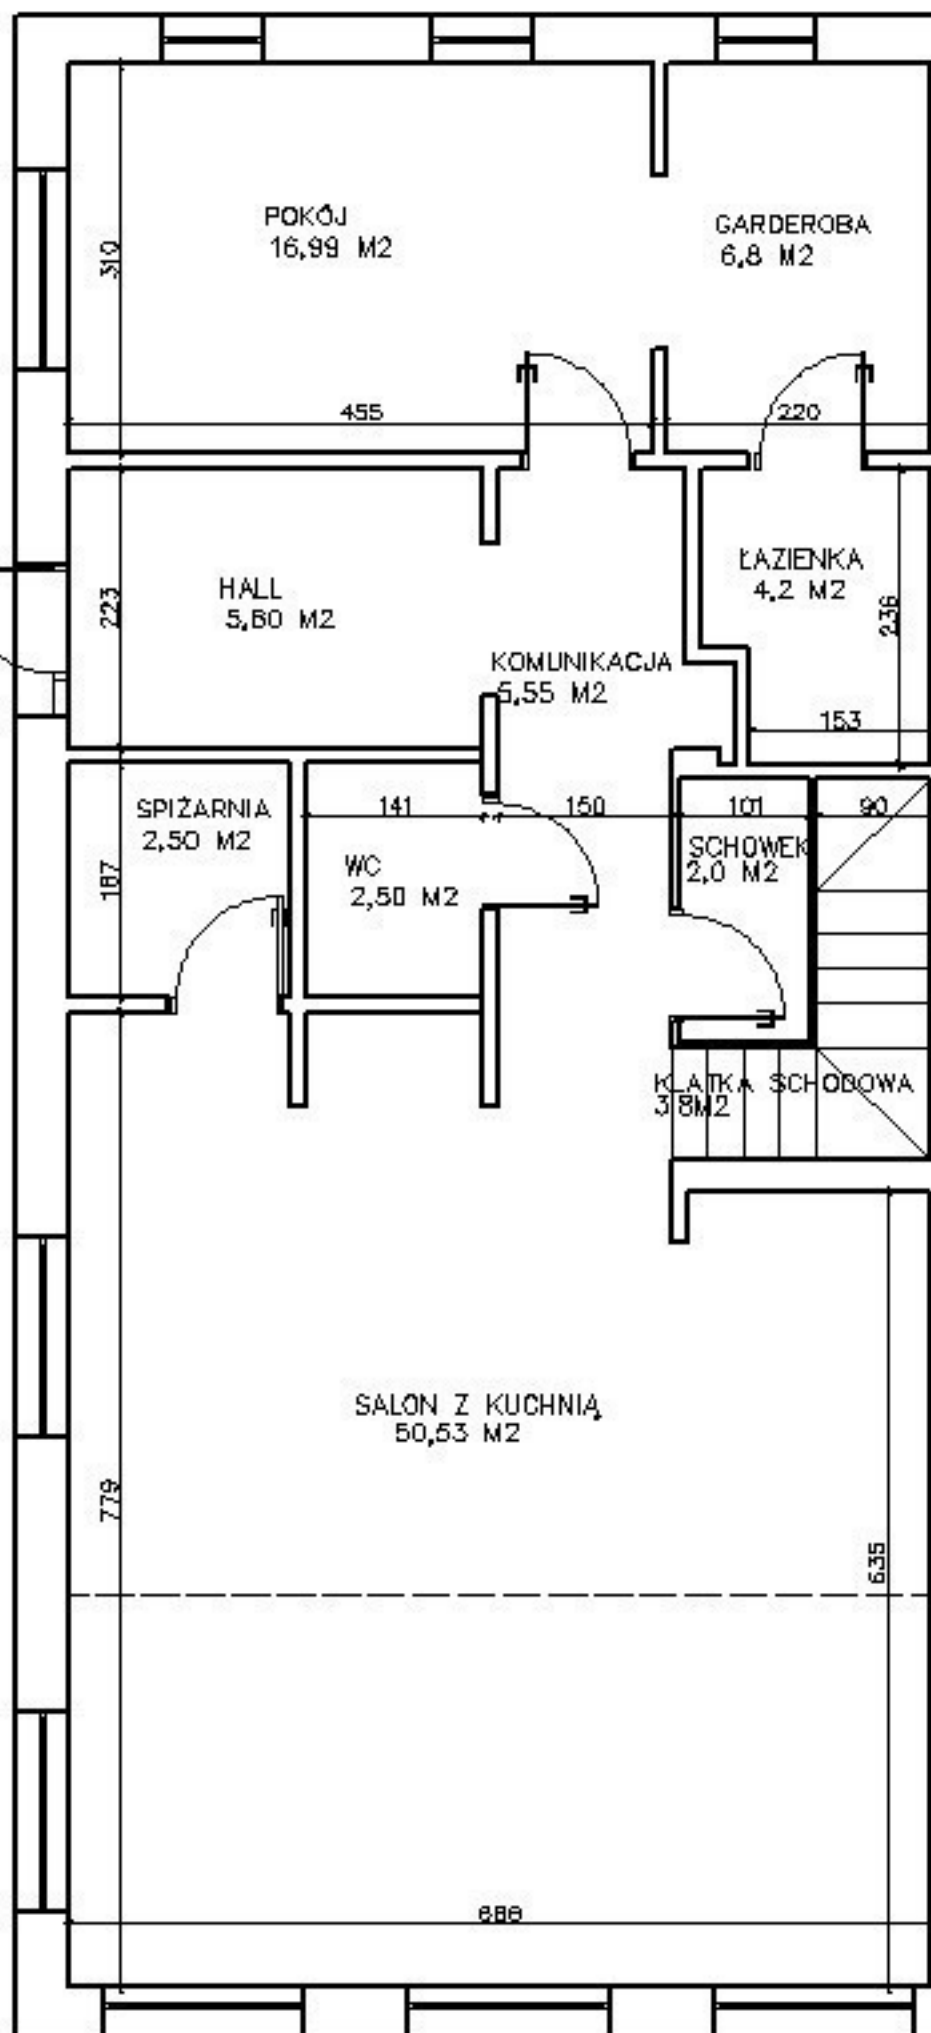 POKÓJ
16,99 M2
GARDEROBA
6,8 M2
310
455
220
HALL
5,80 M2
223
ŁAZIENKA
4,2 M2
236
KOMUNIKACJA
5,55 M2
153
SPIŻARNIA
2,50 M2
187
141
150
101
90
WC
2,50 M2
SCHOWEK
2,0 M2
KLATKA SCHODOWA
3,8M2
SALON Z KUCHNIĄ
50,53 M2
779
635
686